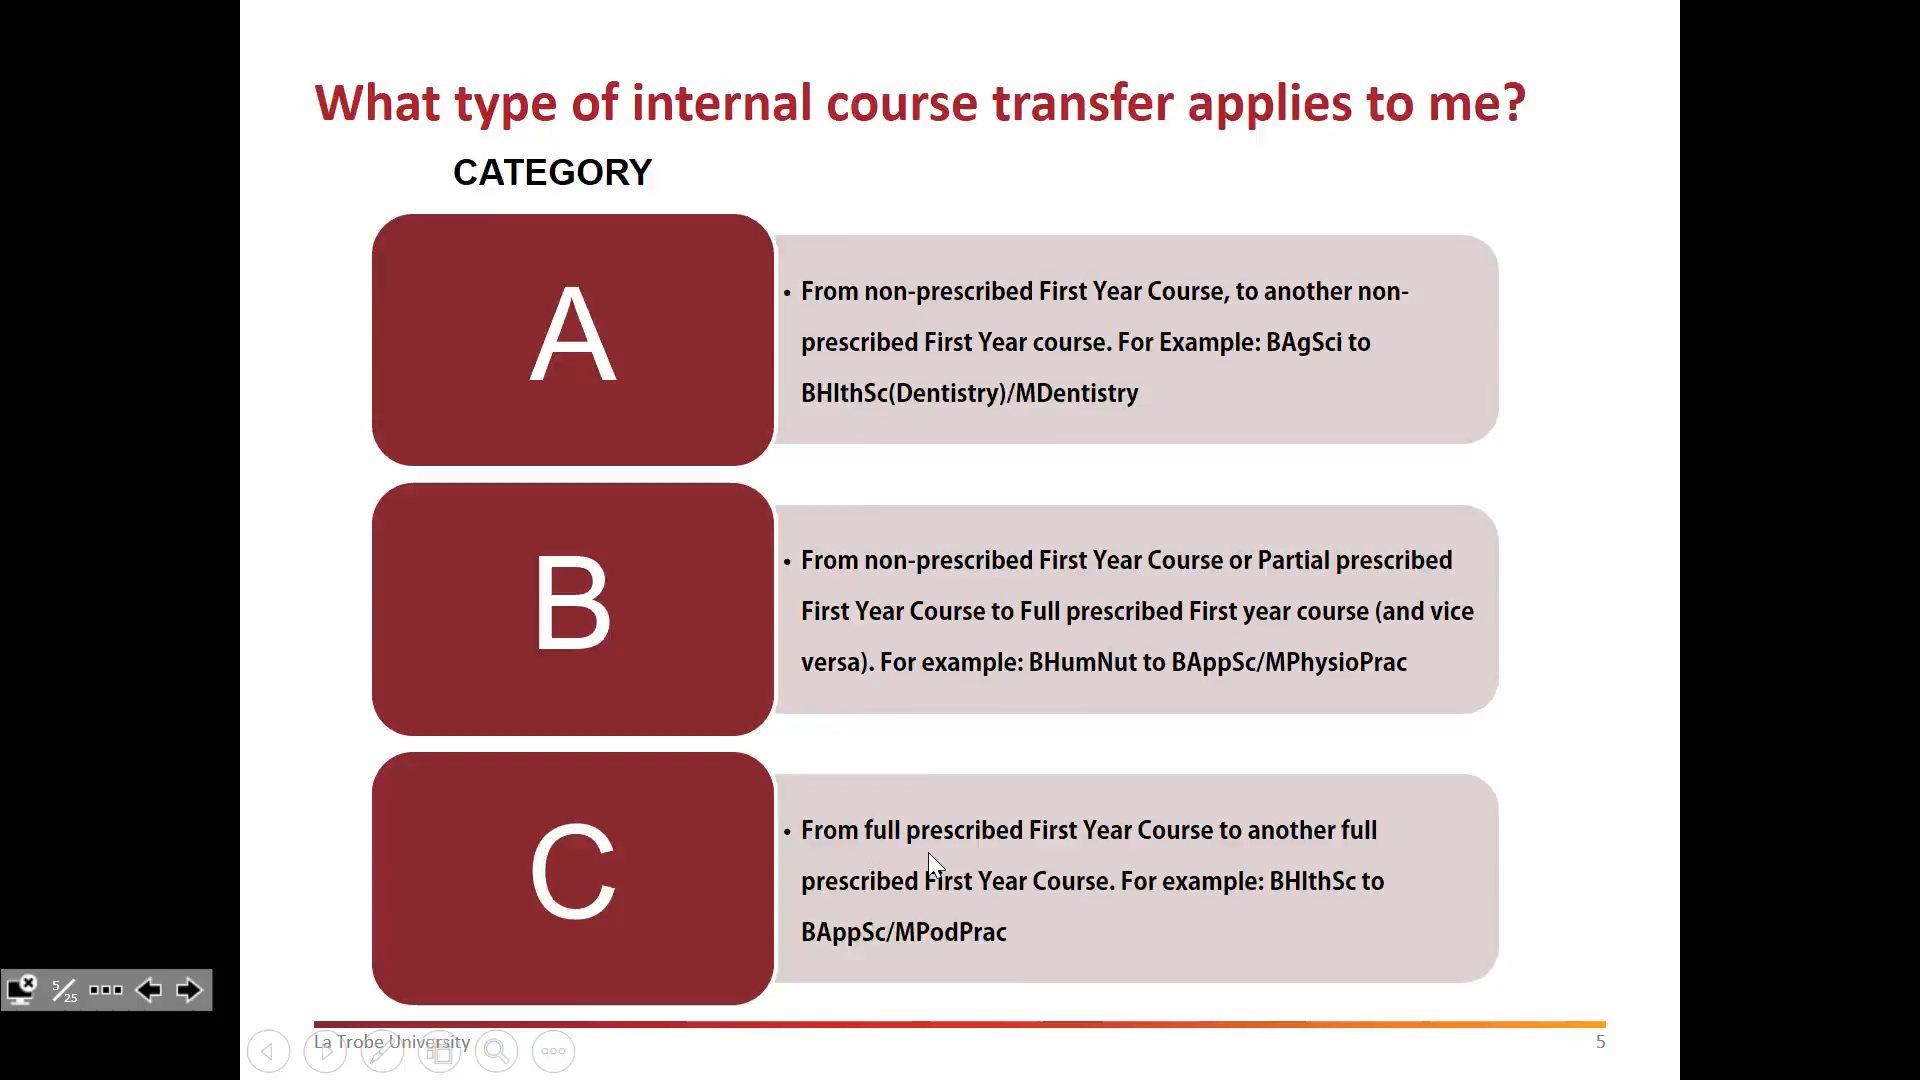 What type of internal course transfer applies to me?
CATEGORY
A
• From non-prescribed First Year Course, to another non-
prescribed First Year course. For Example: BAgSci to
BHlthSc(Dentistry)/MDentistry
B
• From non-prescribed First Year Course or Partial prescribed
First Year Course to Full prescribed First year course (and vice
versa). For example: BHumNut to BAppSc/MPhysioPrac
C
• From full prescribed First Year Course to another full
prescribed First Year Course. For example: BHlthSc to
BAppSc/MPodPrac
5/25
La Trobe University
5